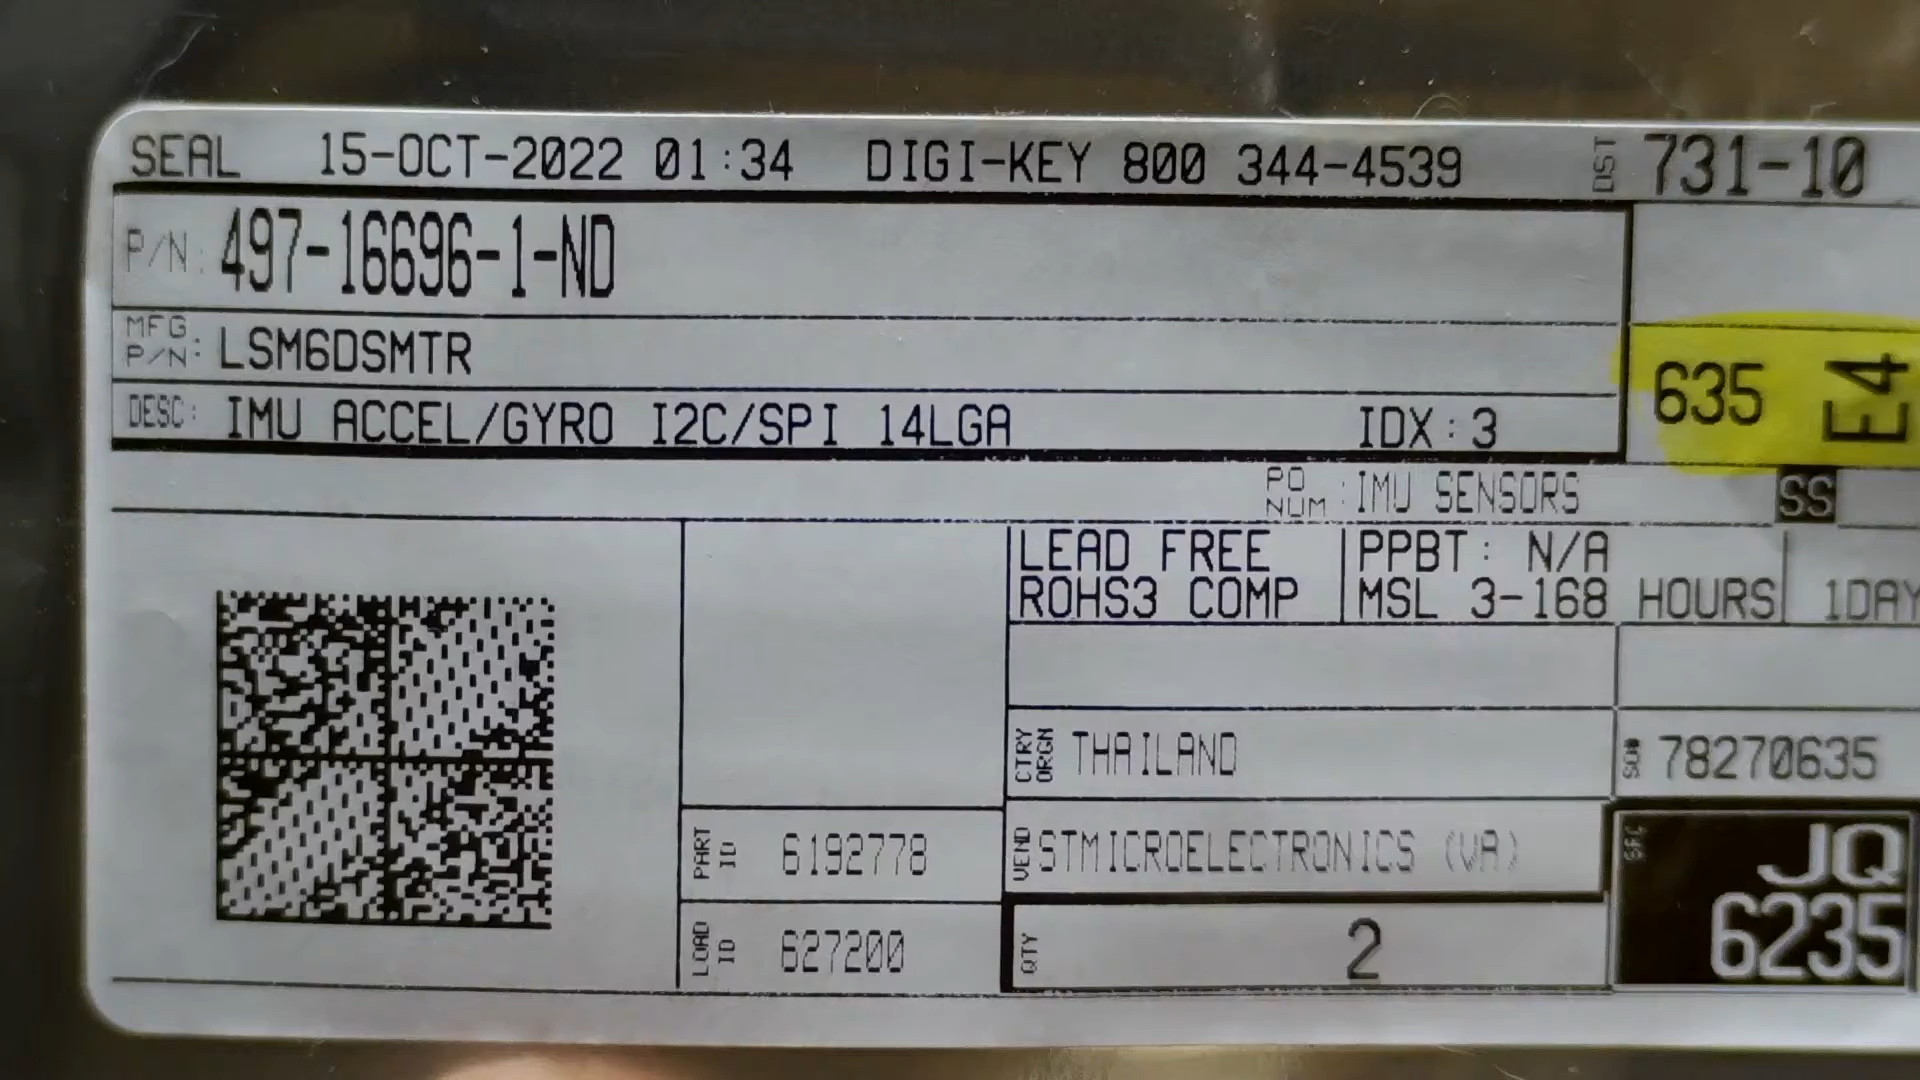 SEAL 15-OCT-2022 01:34 DIGI-KEY 800 344-4539 DST 731-10
P/N: 497-16696-1-ND
MFG P/N: LSM6DSMTR
635 E4
DESC: IMU ACCEL/GYRO I2C/SPI 14LGA IDX:3
PO NUM: IMU SENSORS SS
LEAD FREE PPBT: N/A
ROHS3 COMP MSL 3-168 HOURS 1DAY
CTRY ORGN THAILAND 78270635
PART ID 6192778 VEND STMICROELECTRONICS (VA) JQ
LOAD ID 627200 QTY 2 6235